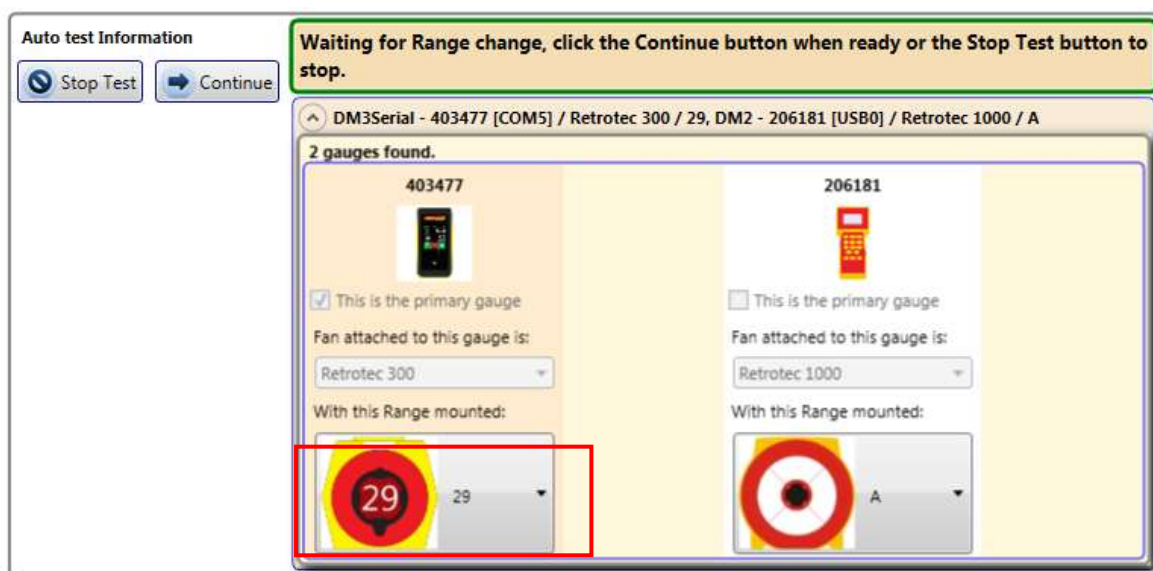 Auto test Information
Stop Test
Continue
Waiting for Range change, click the Continue button when ready or the Stop Test button to
stop.
DM3Serial - 403477 [COM5] / Retrotec 300 / 29, DM2 - 206181 [USB0] / Retrotec 1000 / A
2 gauges found.
403477
This is the primary gauge
Fan attached to this gauge is:
Retrotec 300
With this Range mounted:
29
29
206181
This is the primary gauge
Fan attached to this gauge is:
Retrotec 1000
With this Range mounted:
A